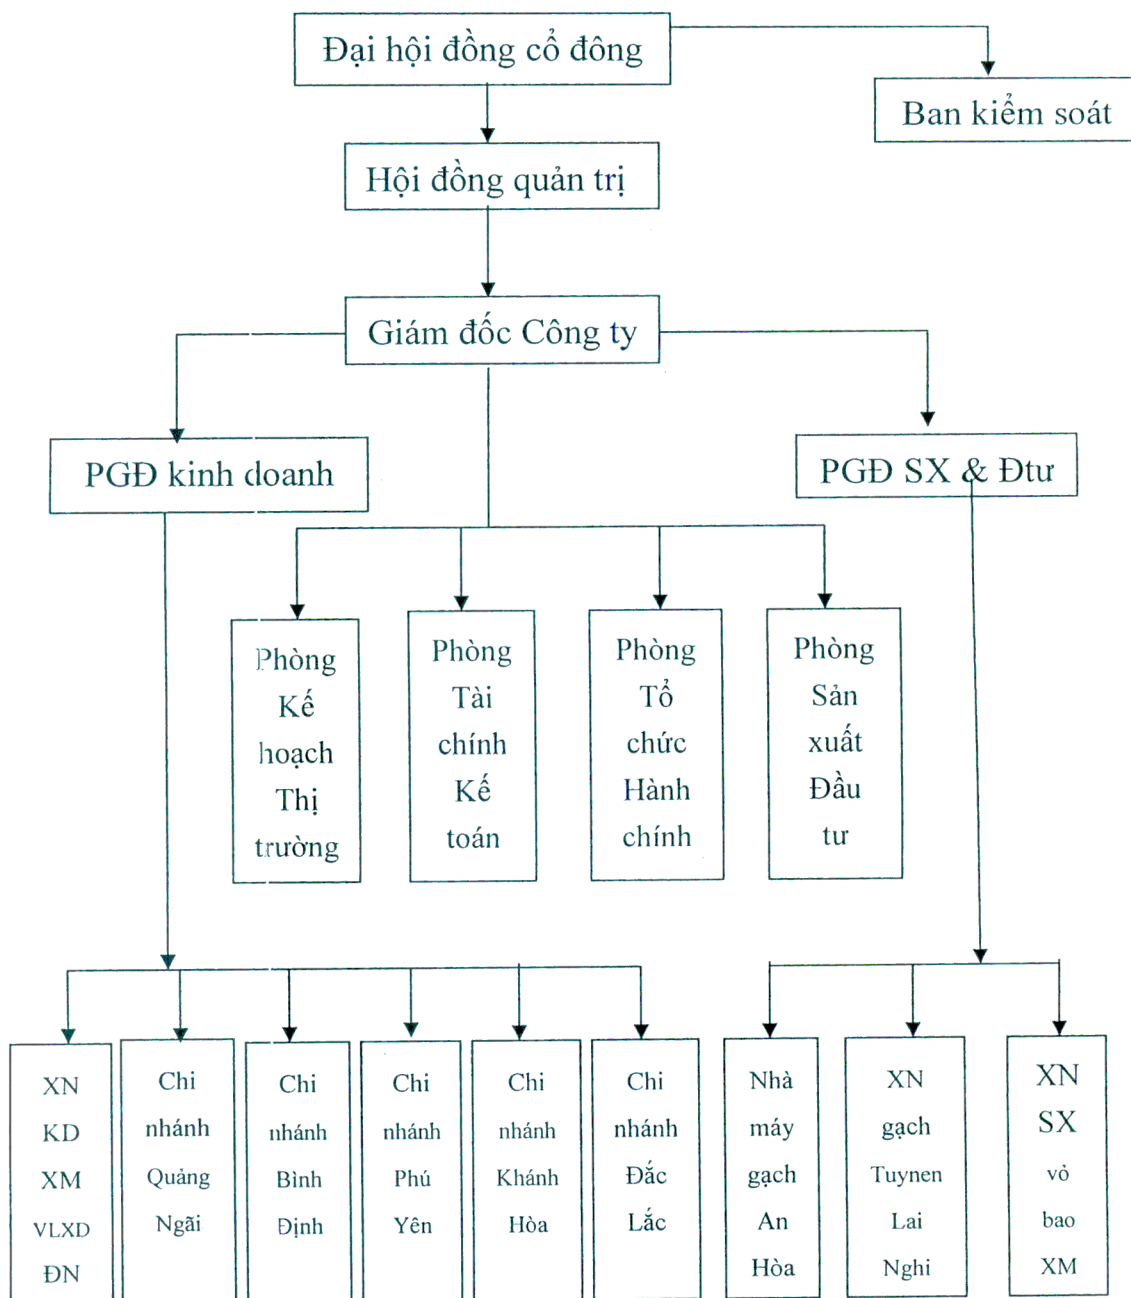 Đại hội đồng cổ đông
Ban kiểm soát
Hội đồng quản trị
Giám đốc Công ty
PGĐ kinh doanh
PGĐ SX & Đtư
Phòng
Kế
hoạch
Thị
trường
Phòng
Tài
chính
Kế
toán
Phòng
Tổ
chức
Hành
chính
Phòng
Sản
xuất
Đầu
tư
XN
KD
XM
VLXD
ĐN
Chi
nhánh
Quảng
Ngãi
Chi
nhánh
Bình
Định
Chi
nhánh
Phú
Yên
Chi
nhánh
Khánh
Hòa
Chi
nhánh
Đắc
Lắc
Nhà
máy
gạch
An
Hòa
XN
gạch
Tuynen
Lai
Nghi
XN
SX
vỏ
bao
XM